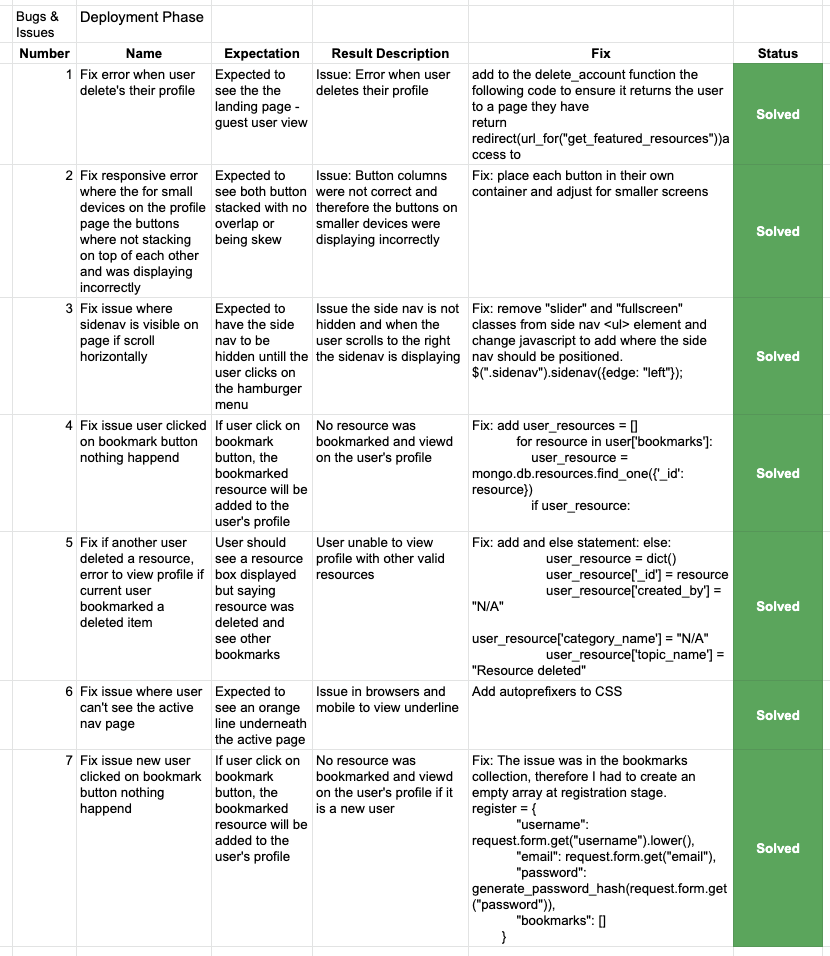 Bugs &
Issues
Deployment Phase
Number
Name
Expectation
Result Description
Fix
Status
1
Fix error when user
delete's their profile
Expected to
see the the
landing page -
guest user view
Issue: Error when user
deletes their profile
add to the delete_account function the
following code to ensure it returns the user
to a page they have
return
redirect(url_for("get_featured_resources"))a
ccess to
Solved
2
Fix responsive error
where the for small
devices on the profile
page the buttons
where not stacking
on top of each other
and was displaying
incorrectly
Expected to
see both button
stacked with no
overlap or
being skew
Issue: Button columns
were not correct and
therefore the buttons on
smaller devices were
displaying incorrectly
Fix: place each button in their own
container and adjust for smaller screens
Solved
3
Fix issue where
sidenav is visible on
page if scroll
horizontally
Expected to
have the side
nav to be
hidden untill the
user clicks on
the hamburger
menu
Issue the side nav is not
hidden and when the
user scrolls to the right
the sidenav is displaying
Fix: remove "slider" and "fullscreen"
classes from side nav <ul> element and
change javascript to add where the side
nav should be positioned.
$(".sidenav").sidenav({edge: "left"});
Solved
4
Fix issue user clicked
on bookmark button
nothing happend
If user click on
bookmark
button, the
bookmarked
resource will be
added to the
user's profile
No resource was
bookmarked and viewd
on the user's profile
Fix: add user_resources = []
for resource in user['bookmarks']:
user_resource =
mongo.db.resources.find_one({'_id':
resource})
if user_resource:
Solved
5
Fix if another user
deleted a resource,
error to view profile if
current user
bookmarked a
deleted item
User should
see a resource
box displayed
but saying
resource was
deleted and
see other
bookmarks
User unable to view
profile with other valid
resources
Fix: add and else statement: else:
user_resource = dict()
user_resource['_id'] = resource
user_resource['created_by'] =
"N/A"
user_resource['category_name'] = "N/A"
user_resource['topic_name'] =
"Resource deleted"
Solved
6
Fix issue where user
can't see the active
nav page
Expected to
see an orange
line underneath
the active page
Issue in browsers and
mobile to view underline
Add autoprefixers to CSS
Solved
7
Fix issue new user
clicked on bookmark
button nothing
happend
If user click on
bookmark
button, the
bookmarked
resource will be
added to the
user's profile
No resource was
bookmarked and viewd
on the user's profile if it
is a new user
Fix: The issue was in the bookmarks
collection, therefore I had to create an
empty array at registration stage.
register = {
"username":
request.form.get("username").lower(),
"email": request.form.get("email"),
"password":
generate_password_hash(request.form.get
("password")),
"bookmarks": []
}
Solved